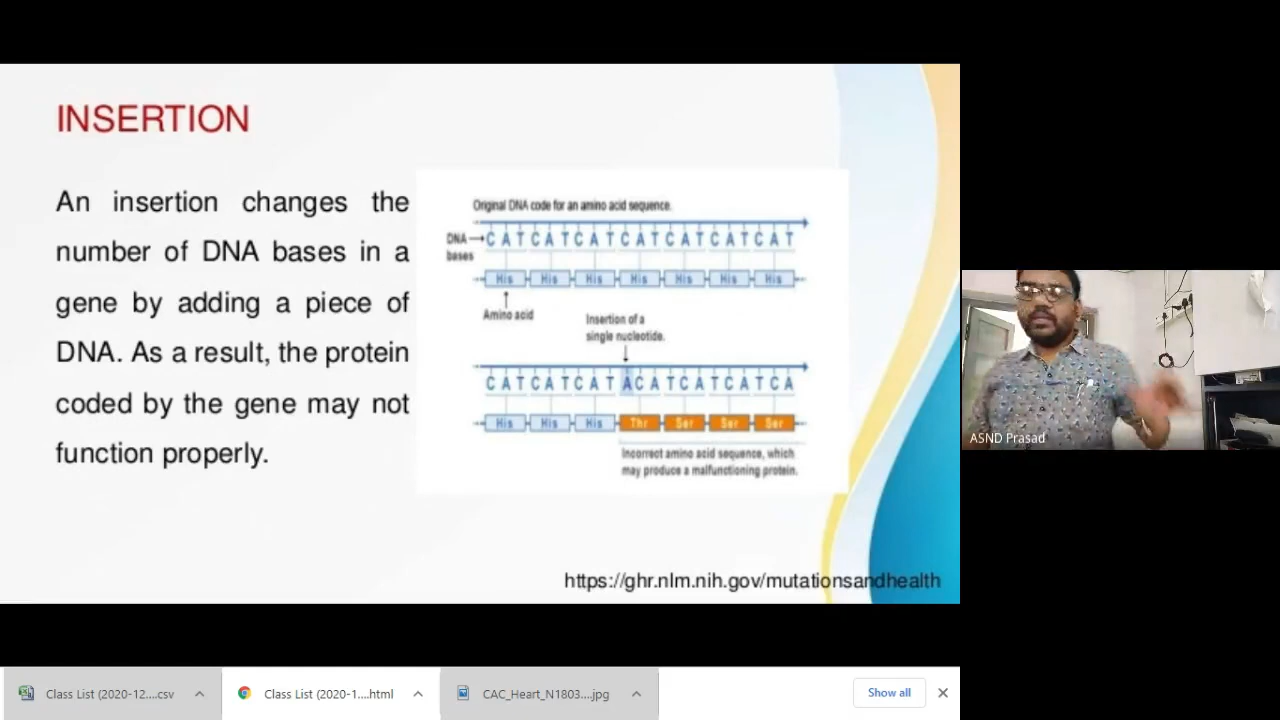 INSERTION
An insertion changes the
number of DNA bases in a
gene by adding a piece of
DNA. As a result, the protein
coded by the gene may not
function properly.
Original DNA code for an amino acid sequence.
DNA
bases
C A T C A T C A T C A T C A T C A T C A T
His His His His His His His
Amino acid
Insertion of a
single nucleotide.
C A T C A T C A T A C A T C A T C A T C A
His His His Thr Ser Ser Ser
Incorrect amino acid sequence, which
may produce a malfunctioning protein.
https://ghr.nlm.nih.gov/mutationsandhealth
ASND Prasad
Class List (2020-12....csv
Class List (2020-1....html
CAC_Heart_N1803....jpg
Show all